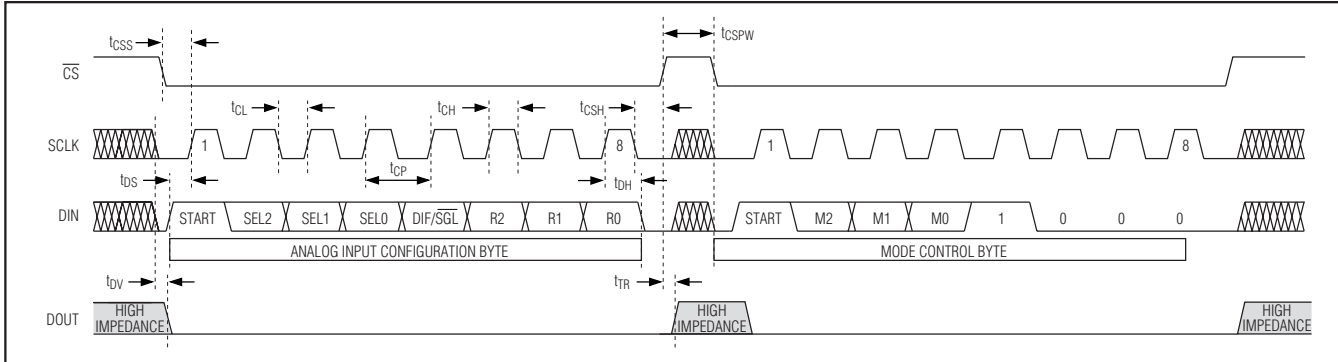 tCSS
tCSPW
CS
tCL
tCH
tCSH
SCLK
1
8
1
8
tCP
tDS
tDH
DIN
START SEL2 SEL1 SEL0 DIF/SGL R2 R1 R0
START M2 M1 M0 1 0 0 0
ANALOG INPUT CONFIGURATION BYTE
MODE CONTROL BYTE
tDV
tTR
DOUT
HIGH
IMPEDANCE
HIGH
IMPEDANCE
HIGH
IMPEDANCE